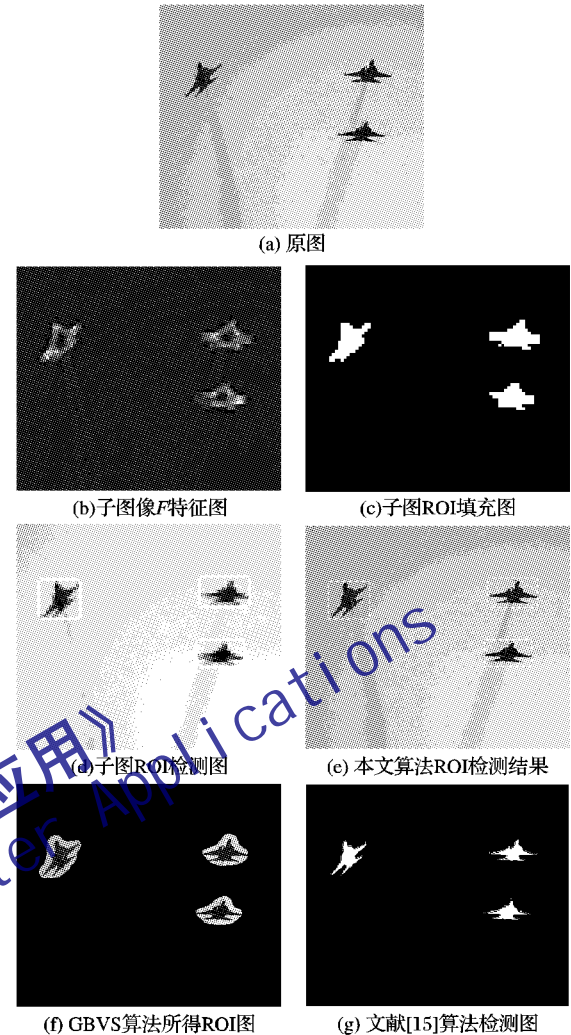 (a) 原图
(b)子图像F特征图
(c)子图ROI填充图
(d)子图ROI检测图
(e) 本文算法ROI检测结果
应用》
ter Applications
(f) GBVS算法所得ROI图
(g) 文献[15]算法检测图